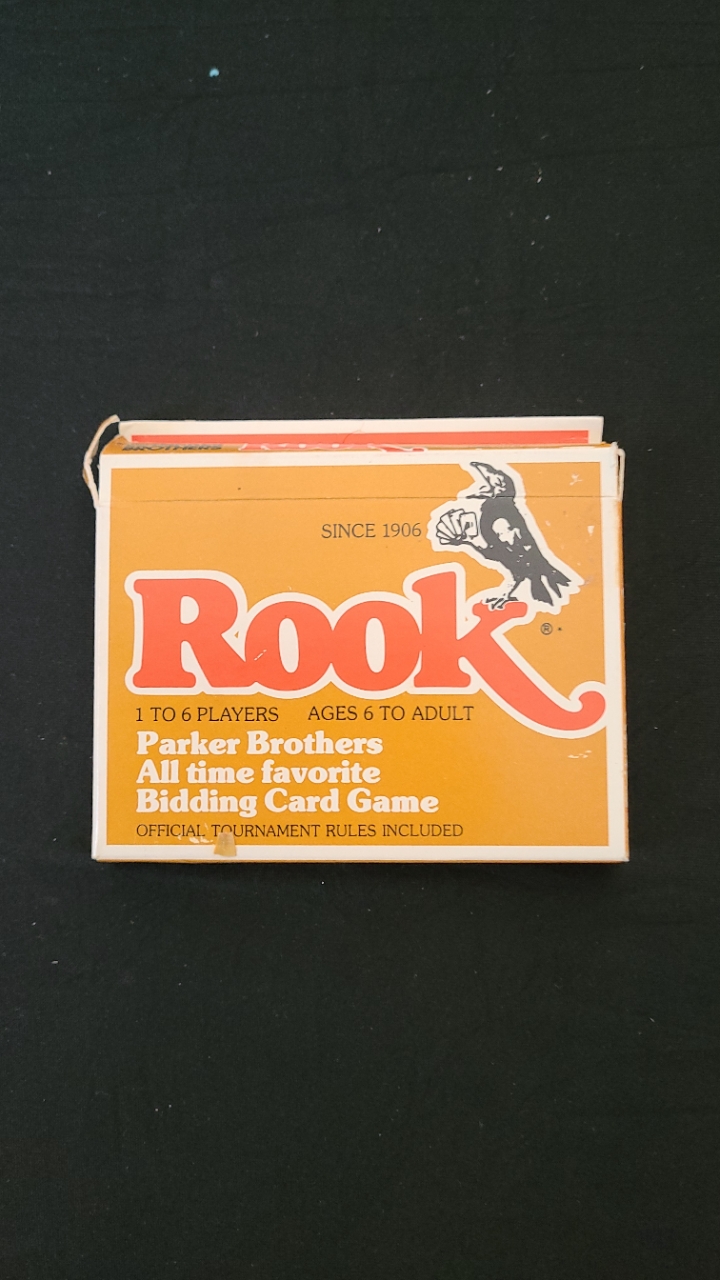 BROTHERS
SINCE 1906
Rook
®
1 TO 6 PLAYERS AGES 6 TO ADULT
Parker Brothers
All time favorite
Bidding Card Game
OFFICIAL TOURNAMENT RULES INCLUDED